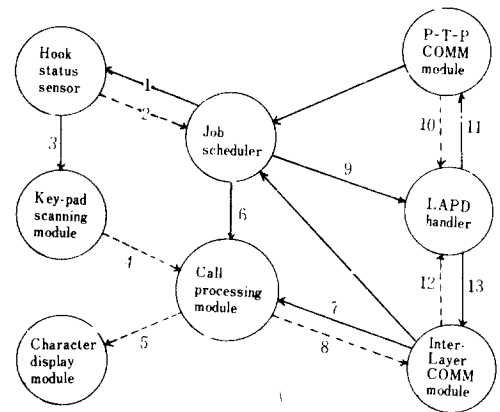 Hook
status
sensor
P-T-P
COMM
module
1
2
Job
scheduler
10
11
3
9
Key-pad
scanning
module
LAPD
handler
6
4
Call
processing
module
12
13
7
5
8
Character
display
module
Inter-
Layer
COMM
module